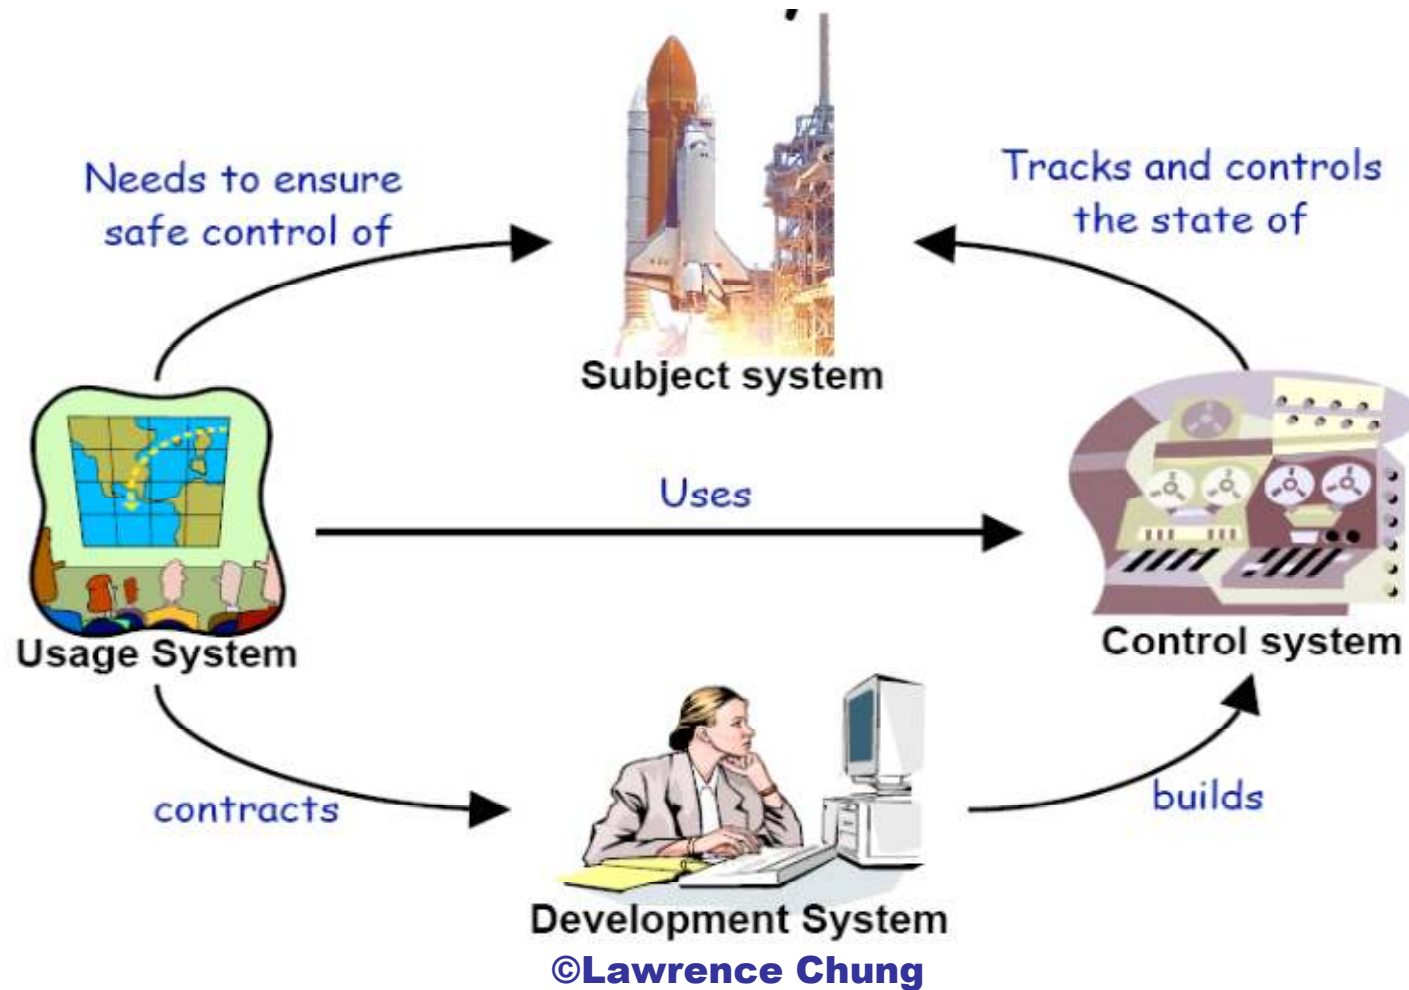 Needs to ensure
safe control of
Tracks and controls
the state of
Subject system
Uses
Usage System
Control system
contracts
builds
Development System
©Lawrence Chung